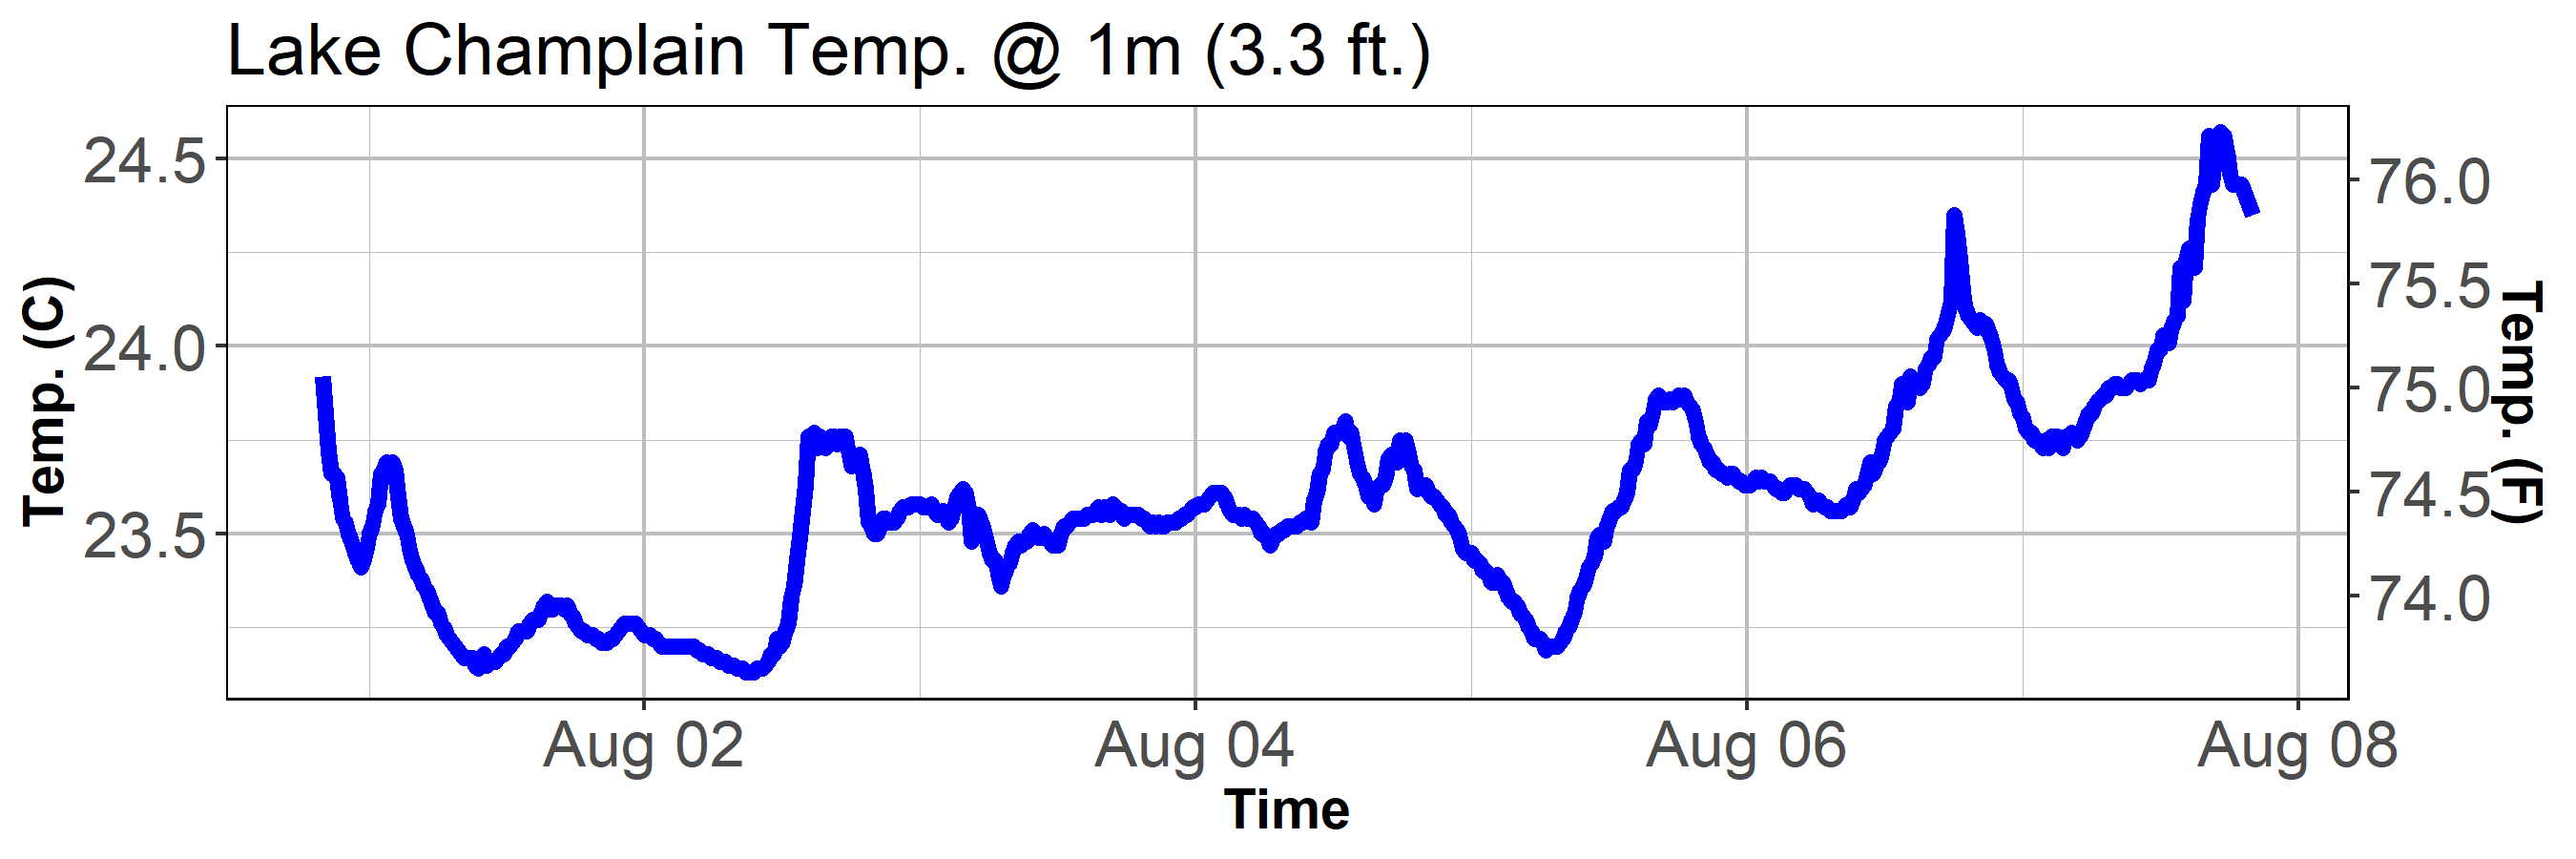 Lake Champlain Temp. @ 1m (3.3 ft.)
Temp. (C)
24.5
24.0
23.5
76.0
75.5
75.0
74.5
74.0
Temp. (F)
Aug 02 Aug 04 Aug 06 Aug 08
Time